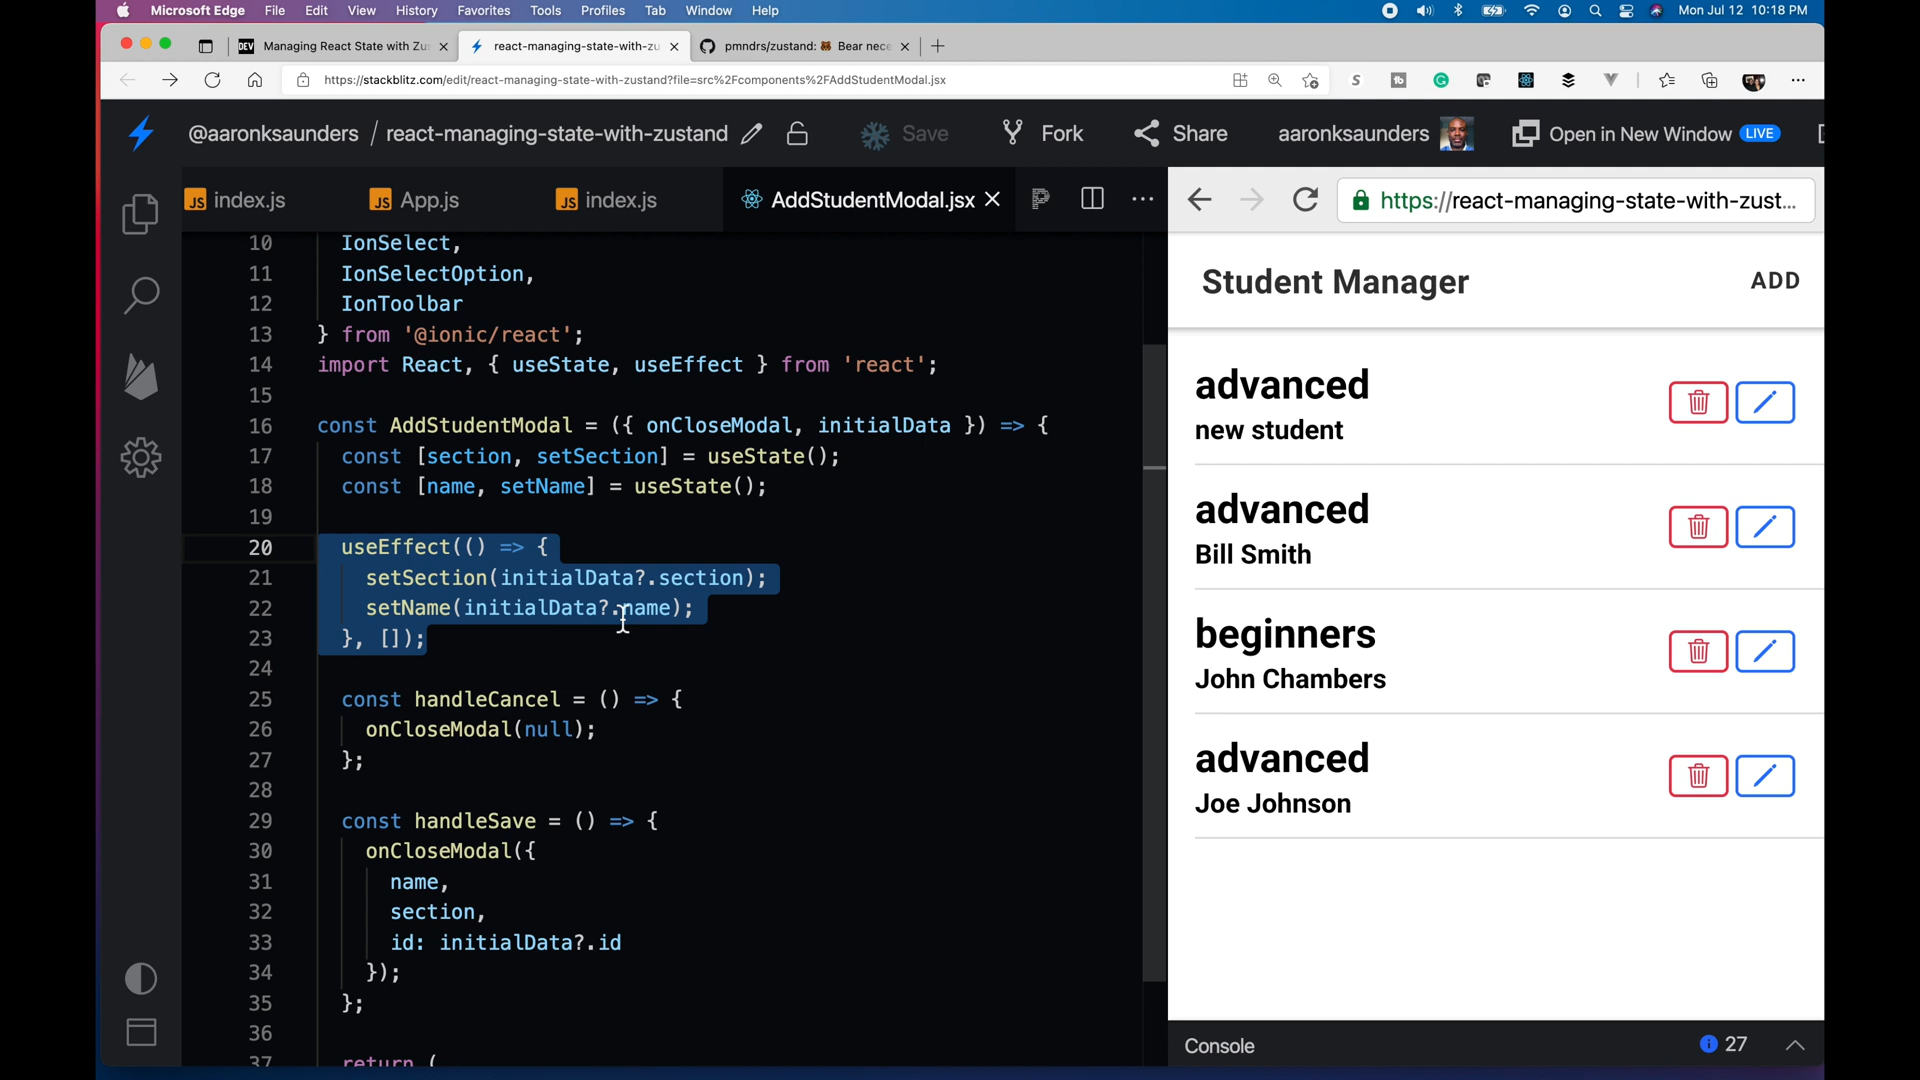 Microsoft Edge File Edit View History Favorites Tools Profiles Tab Window Help Mon Jul 12 10:18 PM
DEV Managing React State with Zu react-managing-state-with-zu pmndrs/zustand: 🐻 Bear nece
https://stackblitz.com/edit/react-managing-state-with-zustand?file=src%2Fcomponents%2FAddStudentModal.jsx
@aaronksaunders / react-managing-state-with-zustand Save Fork Share aaronksaunders Open in New Window LIVE
JS index.js JS App.js JS index.js AddStudentModal.jsx
https://react-managing-state-with-zust...
10 IonSelect,
11 IonSelectOption,
12 IonToolbar
13 } from '@ionic/react';
14 import React, { useState, useEffect } from 'react';
15
16 const AddStudentModal = ({ onCloseModal, initialData }) => {
17 const [section, setSection] = useState();
18 const [name, setName] = useState();
19
20 useEffect(() => {
21 setSection(initialData?.section);
22 setName(initialData?.name);
23 }, []);
24
25 const handleCancel = () => {
26 onCloseModal(null);
27 };
28
29 const handleSave = () => {
30 onCloseModal({
31 name,
32 section,
33 id: initialData?.id
34 });
35 };
36
37 return (
Student Manager ADD
advanced
new student
advanced
Bill Smith
beginners
John Chambers
advanced
Joe Johnson
Console 27